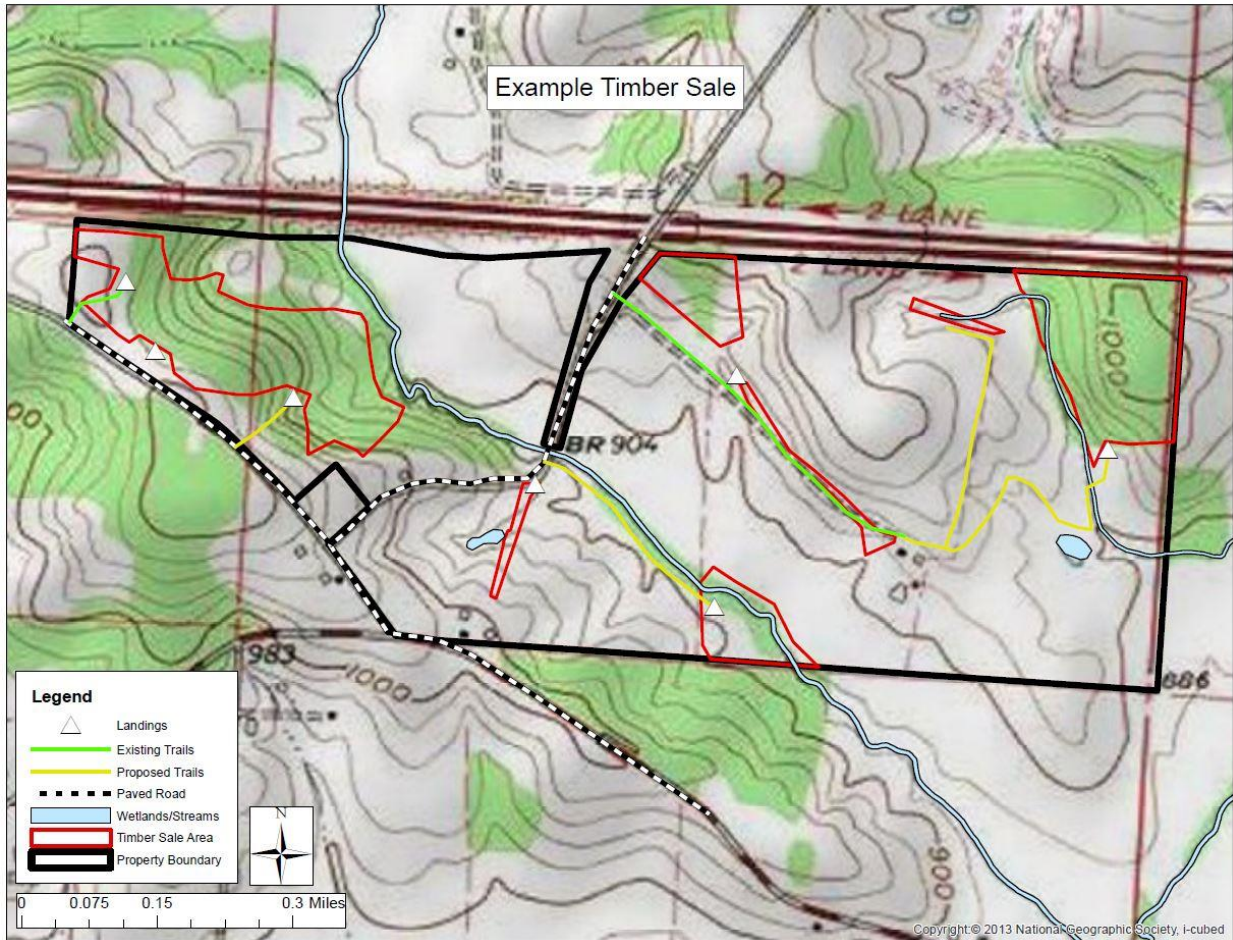 Example Timber Sale
12
2 LANE
2 LANE
1000
BR 904
983
1000
886
900
Legend
Landings
Existing Trails
Proposed Trails
Paved Road
Wetlands/Streams
Timber Sale Area
Property Boundary
N
0 0.075 0.15 0.3 Miles
Copyright:© 2013 National Geographic Society, i-cubed